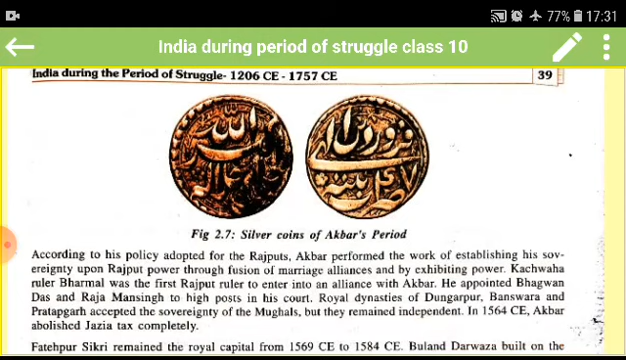 77% 17:31
India during period of struggle class 10
India during the Period of Struggle- 1206 CE - 1757 CE 39
Fig 2.7: Silver coins of Akbar's Period
According to his policy adopted for the Rajputs, Akbar performed the work of establishing his sov-
ereignty upon Rajput power through fusion of marriage alliances and by exhibiting power. Kachwaha
ruler Bharmal was the first Rajput ruler to enter into an alliance with Akbar. He appointed Bhagwan
Das and Raja Mansingh to high posts in his court. Royal dynasties of Dungarpur, Banswara and
Pratapgarh accepted the sovereignty of the Mughals, but they remained independent. In 1564 CE, Akbar
abolished Jazia tax completely.
Fatehpur Sikri remained the royal capital from 1569 CE to 1584 CE. Buland Darwaza built on the